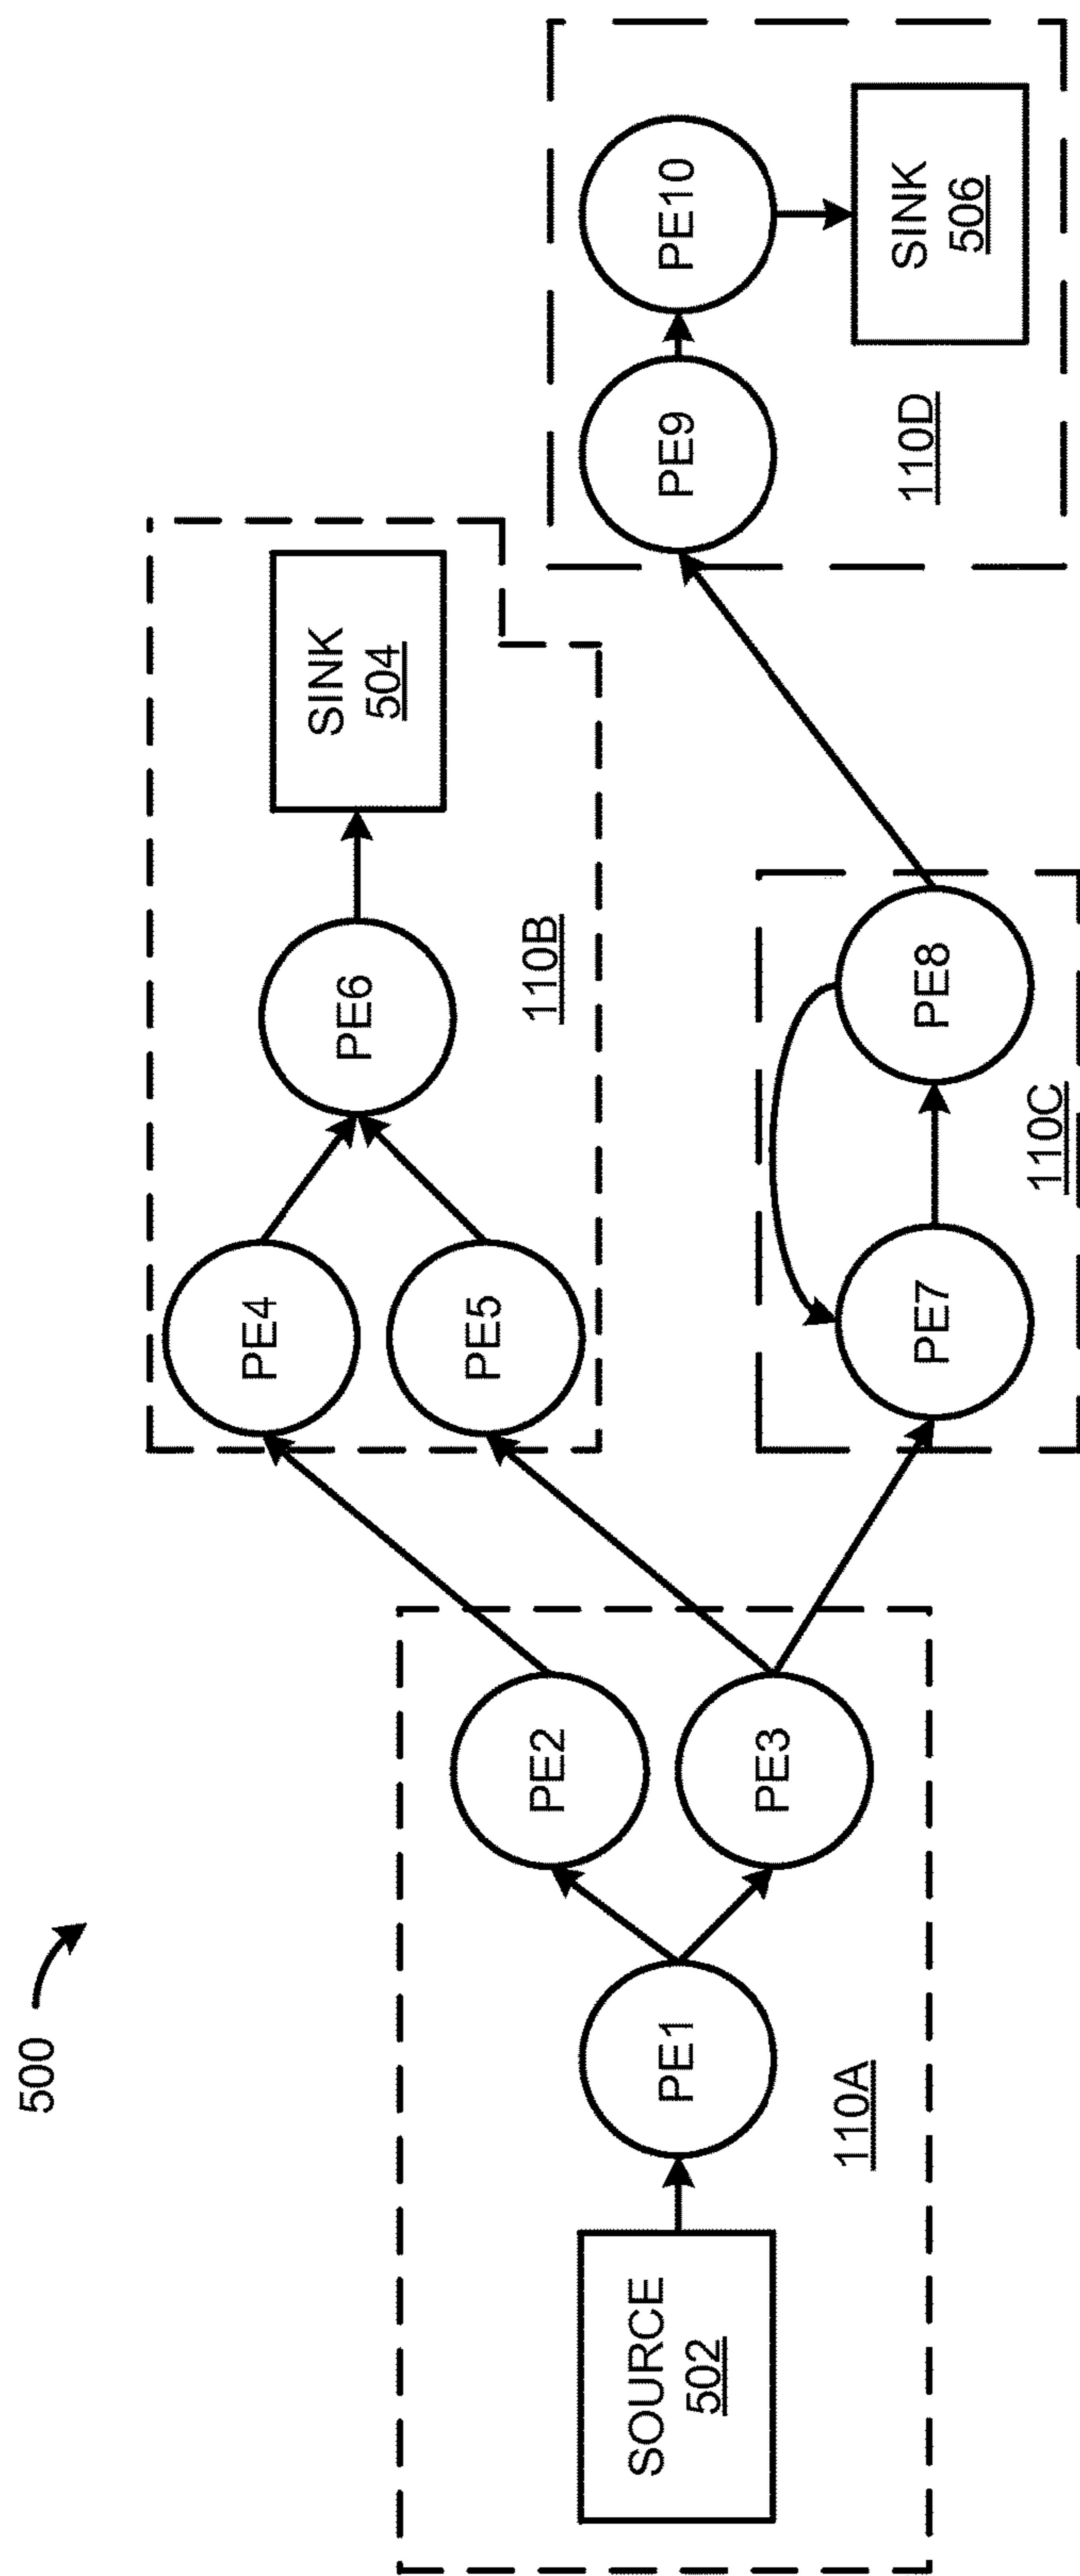 500
SOURCE
502
PE1
110A
PE2
PE3
PE4
PE5
PE6
110B
SINK
504
PE7
PE8
110C
PE9
PE10
110D
SINK
506